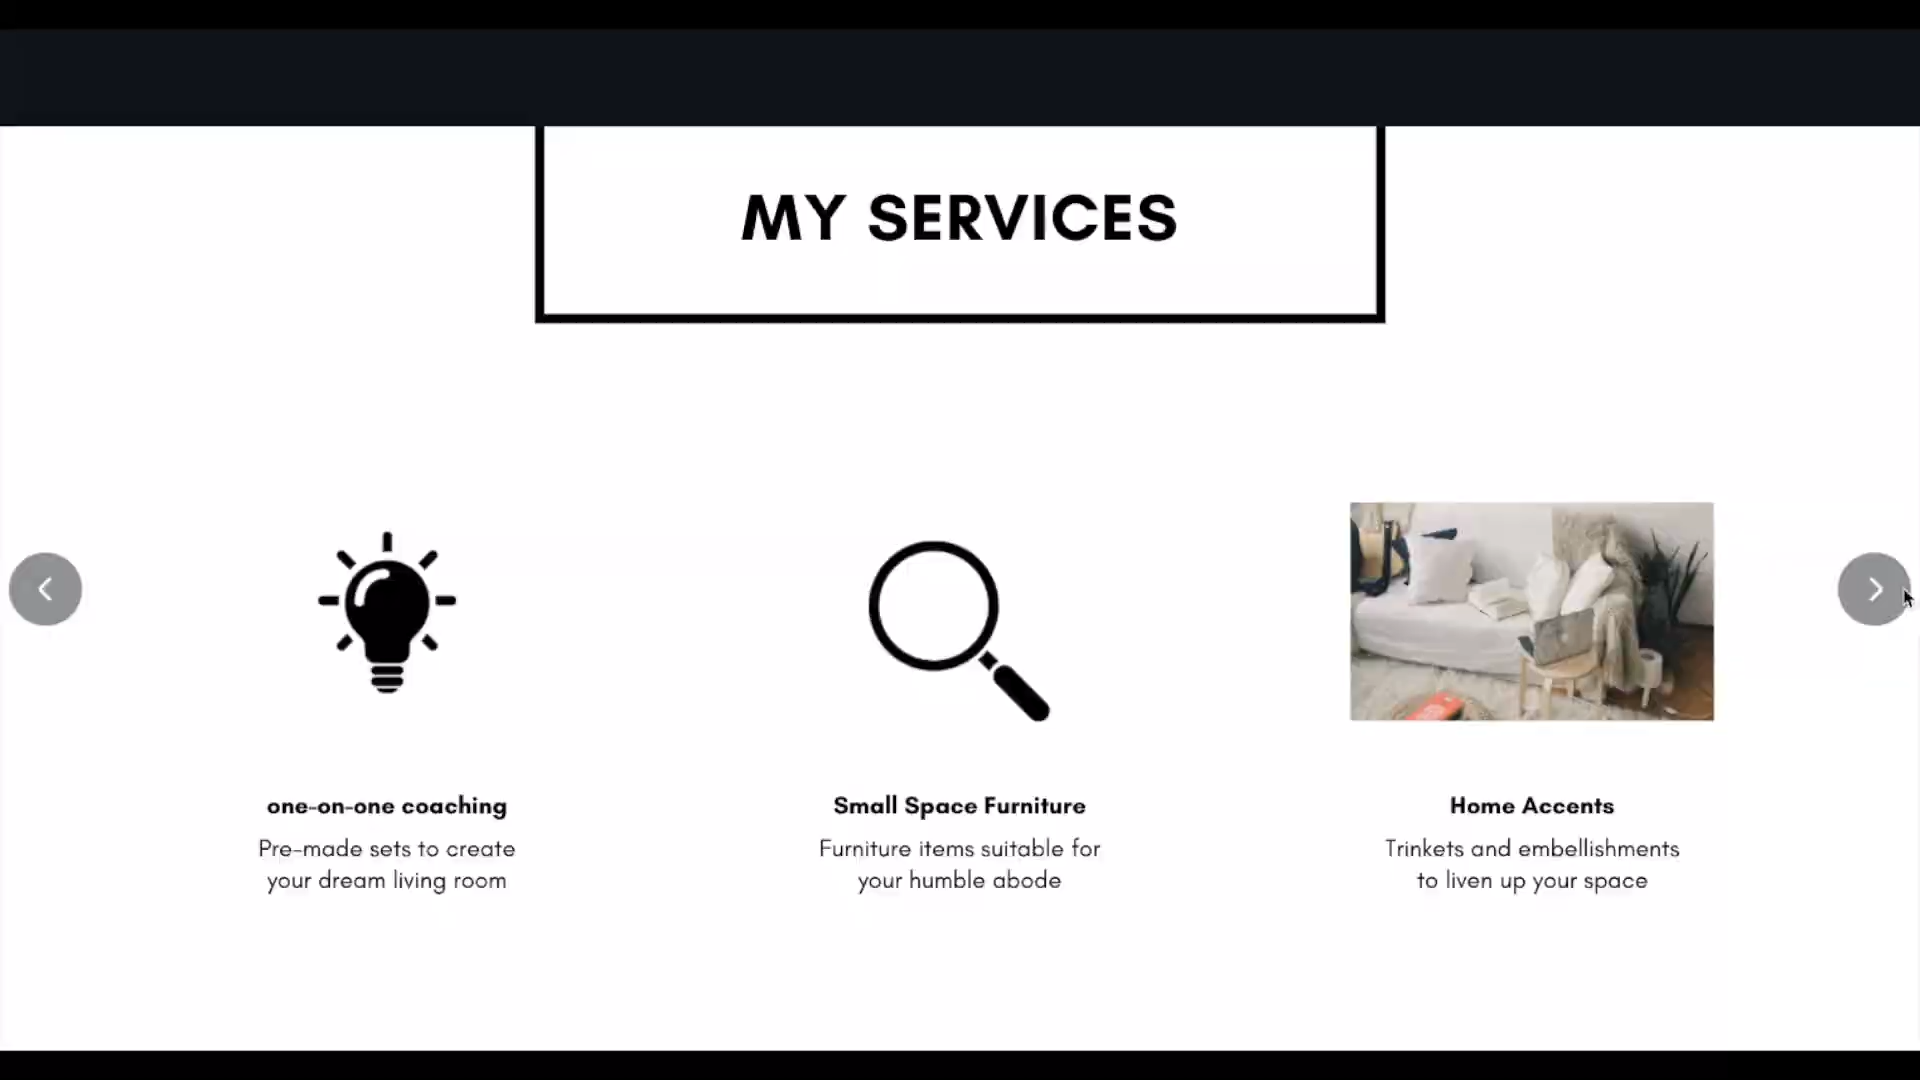 MY SERVICES
one-on-one coaching
Pre-made sets to create
your dream living room
Small Space Furniture
Furniture items suitable for
your humble abode
Home Accents
Trinkets and embellishments
to liven up your space